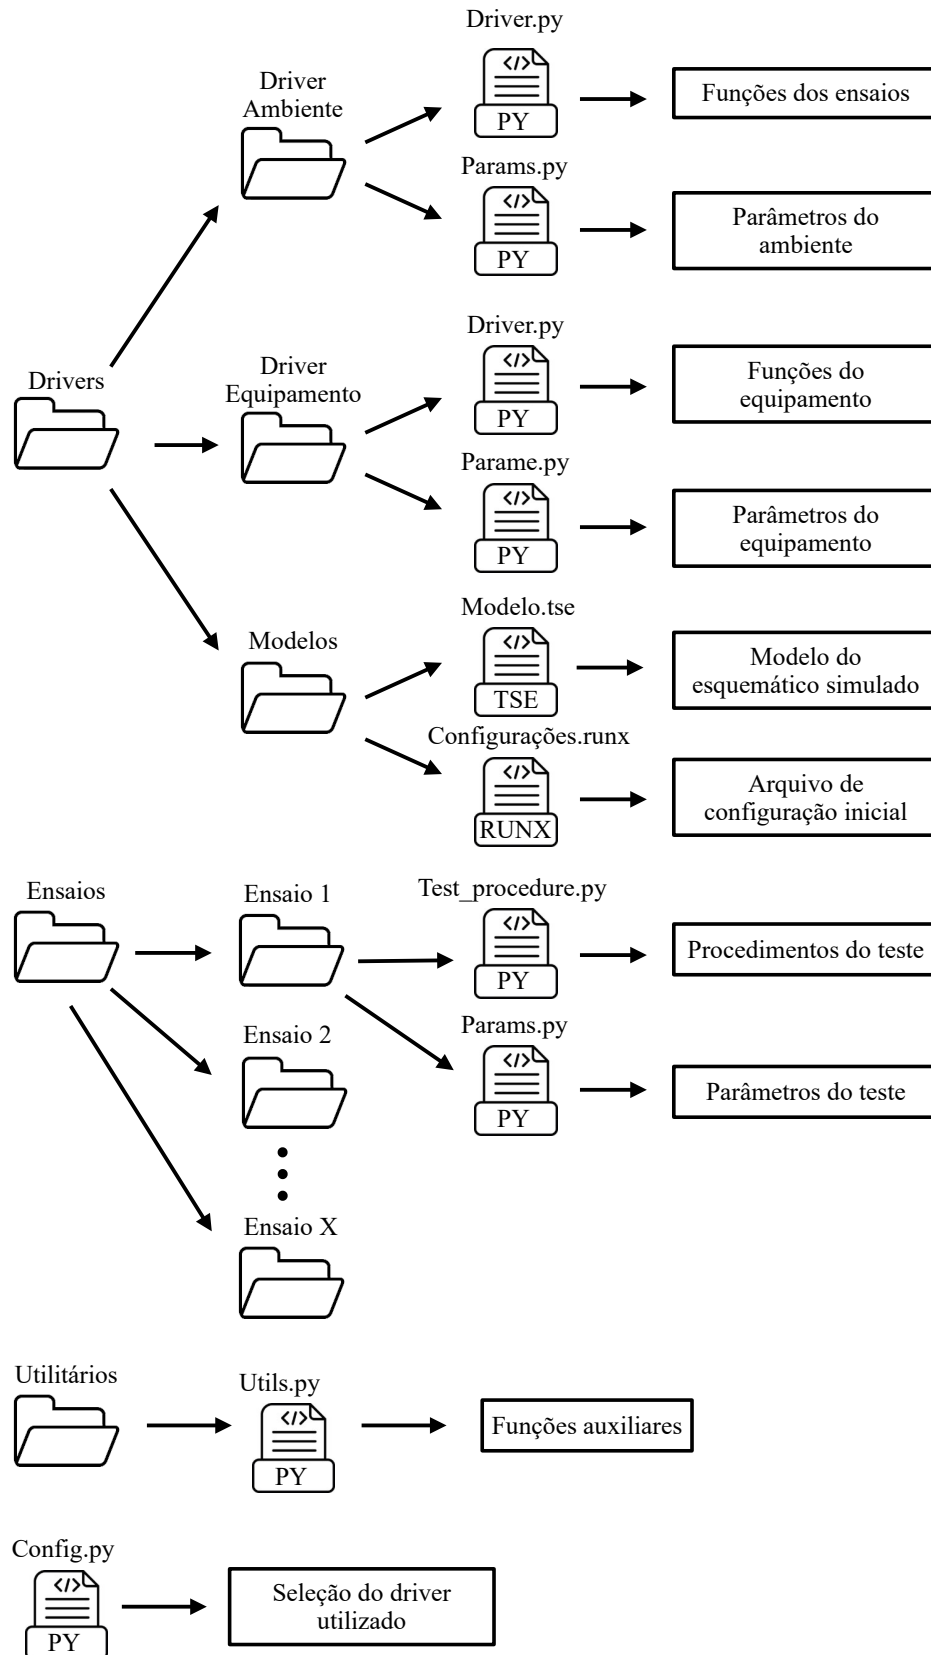 Driver.py
Driver
Ambiente
</>
PY
Funções dos ensaios
Params.py
</>
PY
Parâmetros do
ambiente
Drivers
Driver
Equipamento
Driver.py
</>
PY
Funções do
equipamento
Parame.py
</>
PY
Parâmetros do
equipamento
Modelos
Modelo.tse
</>
TSE
Modelo do
esquemático simulado
Configurações.runx
</>
RUNX
Arquivo de
configuração inicial
Ensaios
Ensaio 1
Test_procedure.py
</>
PY
Procedimentos do teste
Ensaio 2
Params.py
</>
PY
Parâmetros do teste
Ensaio X
Utilitários
Utils.py
</>
PY
Funções auxiliares
Config.py
</>
PY
Seleção do driver
utilizado